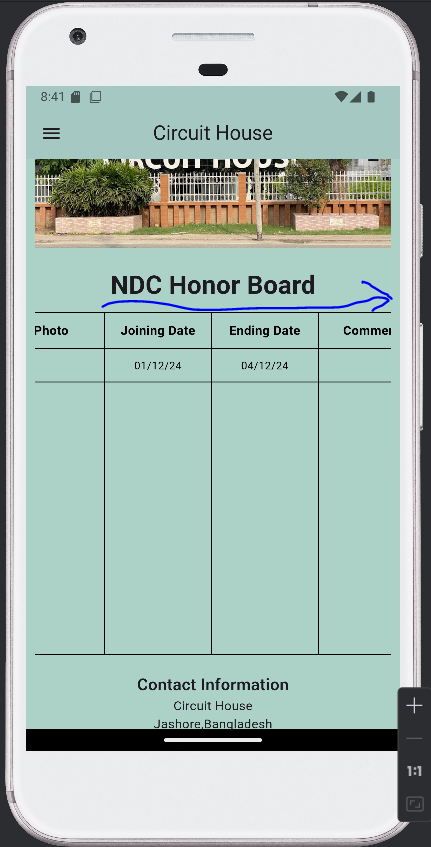 8:41
Circuit House
NDC Honor Board
Photo Joining Date Ending Date Commen
01/12/24 04/12/24
Contact Information
Circuit House
Jashore,Bangladesh
1:1